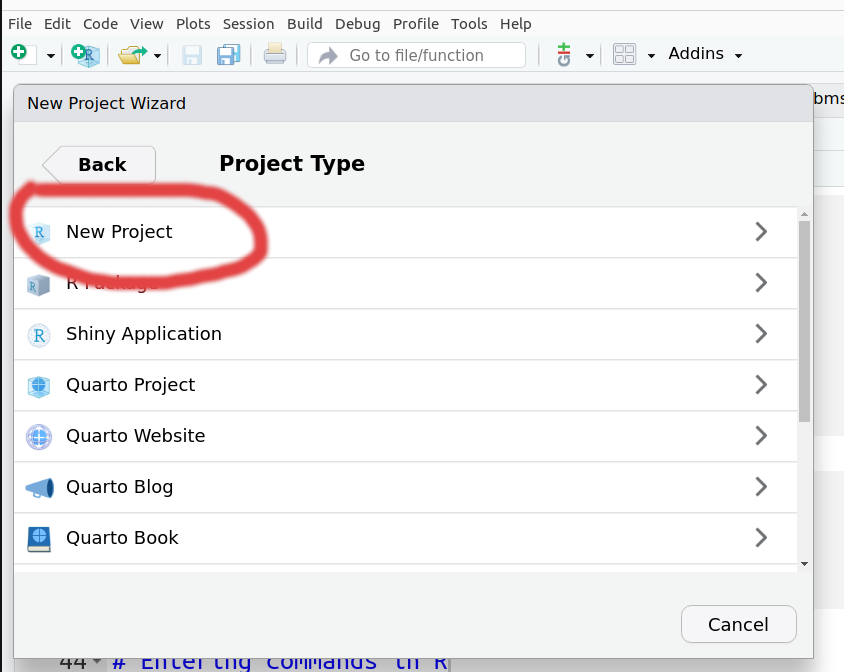 File Edit Code View Plots Session Build Debug Profile Tools Help
Go to file/function Addins
bms
New Project Wizard
Back Project Type
New Project
R Package
Shiny Application
Quarto Project
Quarto Website
Quarto Blog
Quarto Book
Cancel
44 # Entering commands in R